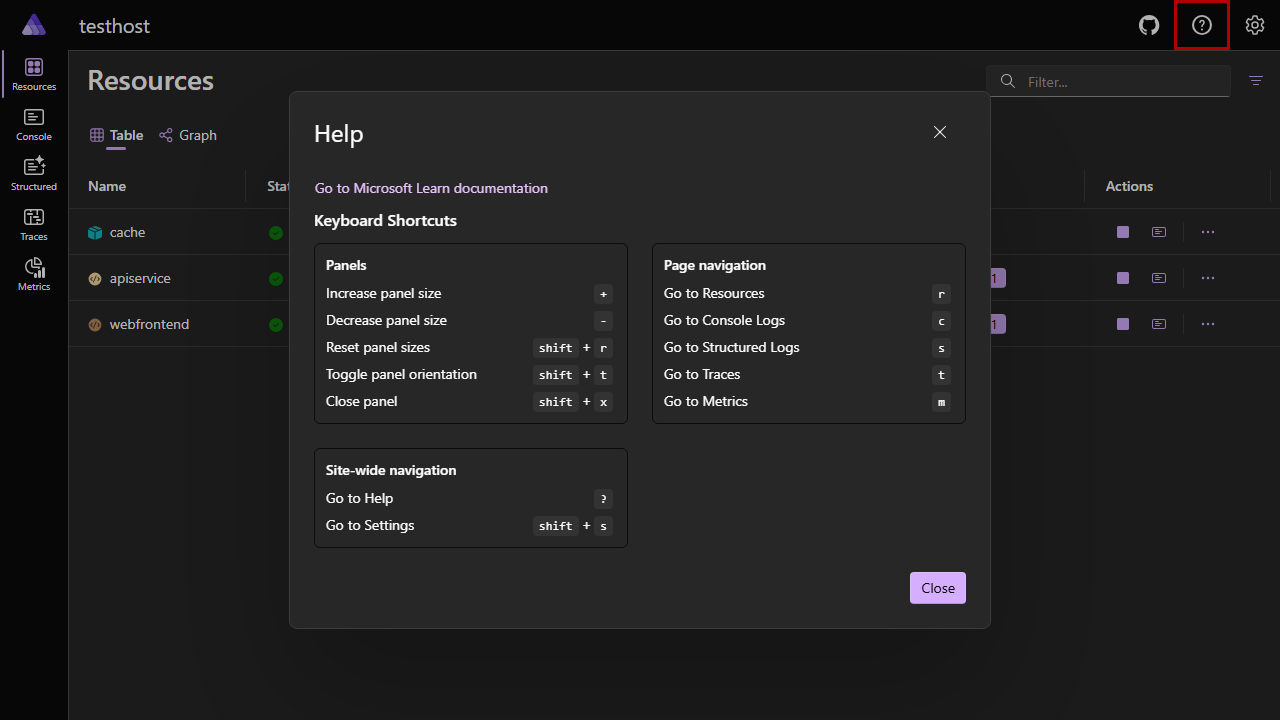 testhost
Resources
Resources
Filter...
Console
Table Graph
Structured
Name Stat Actions
Traces
cache
Metrics
apiservice 1
webfrontend 1
Help
Go to Microsoft Learn documentation
Keyboard Shortcuts
Panels
Increase panel size +
Decrease panel size -
Reset panel sizes shift + r
Toggle panel orientation shift + t
Close panel shift + x
Page navigation
Go to Resources r
Go to Console Logs c
Go to Structured Logs s
Go to Traces t
Go to Metrics m
Site-wide navigation
Go to Help ?
Go to Settings shift + s
Close